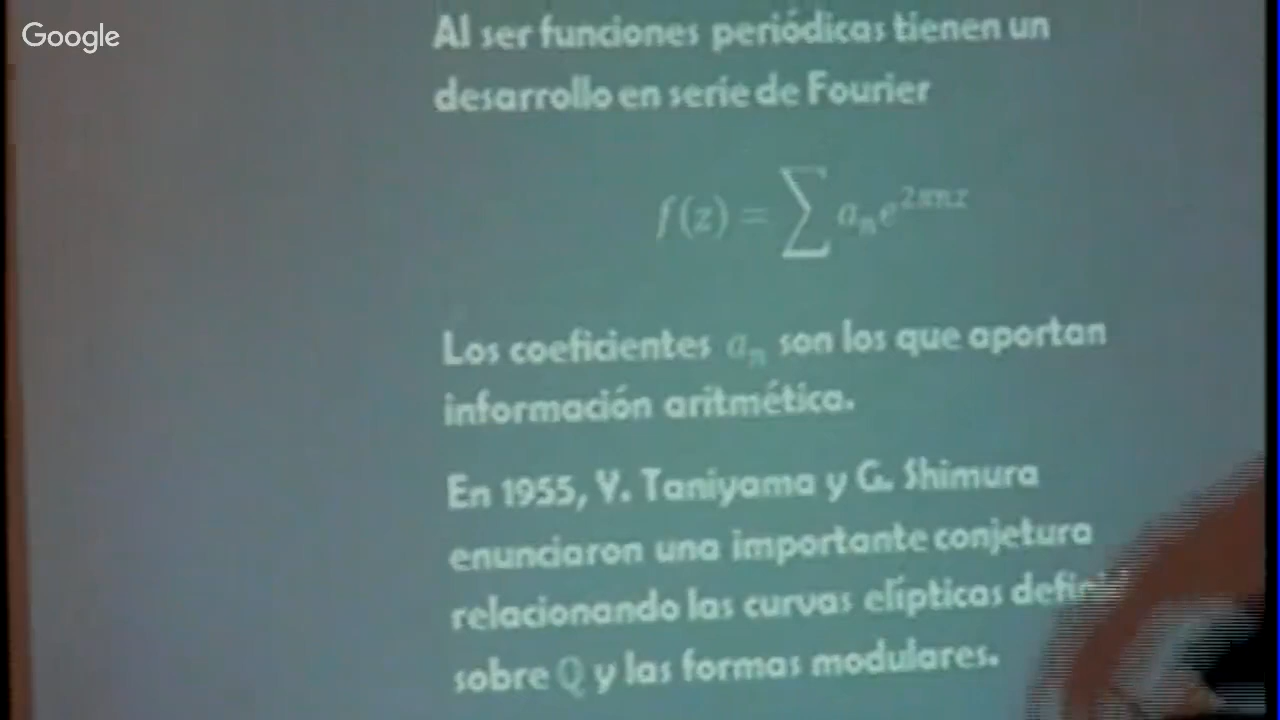 Google
Al ser funciones periódicas tienen un
desarrollo en serie de Fourier
f(z) = ∑ aₙe^{2πinz}
Los coeficientes aₙ son los que aportan
información aritmética.
En 1955, Y. Taniyama y G. Shimura
enunciaron una importante conjetura
relacionando las curvas elípticas
sobre Q y las formas modulares.